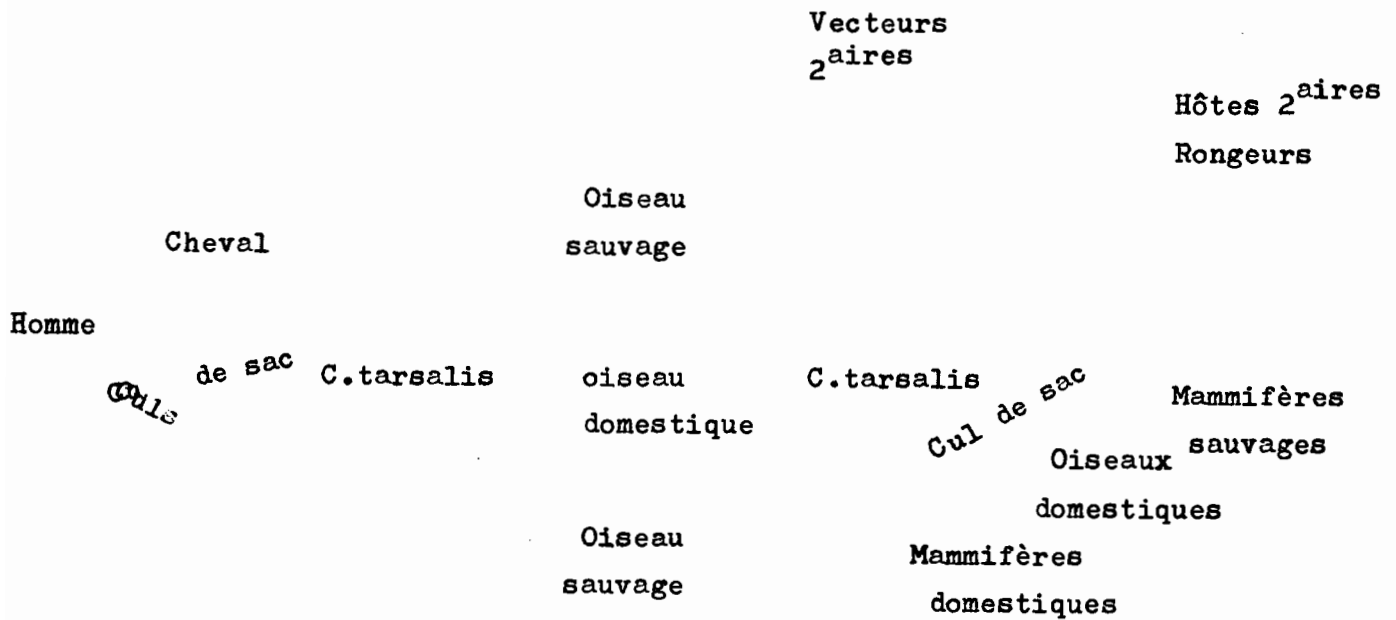 Vecteurs
2aires
Hôtes 2aires
Rongeurs
Oiseau
sauvage
Cheval
Homme
Culs de sac
C.tarsalis
oiseau
domestique
C.tarsalis
Cul de sac
Mammifères
sauvages
Oiseaux
domestiques
Oiseau
sauvage
Mammifères
domestiques